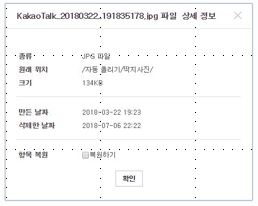 KakaoTalk_20180322_191835178.jpg 파일 상세 정보
종류 JPG 파일
원래 위치 /자동 올리기/딱지사진/
크기 134KB
만든 날짜 2018-03-22 19:23
삭제한 날짜 2018-07-06 22:22
항목 복원 복원하기
확인